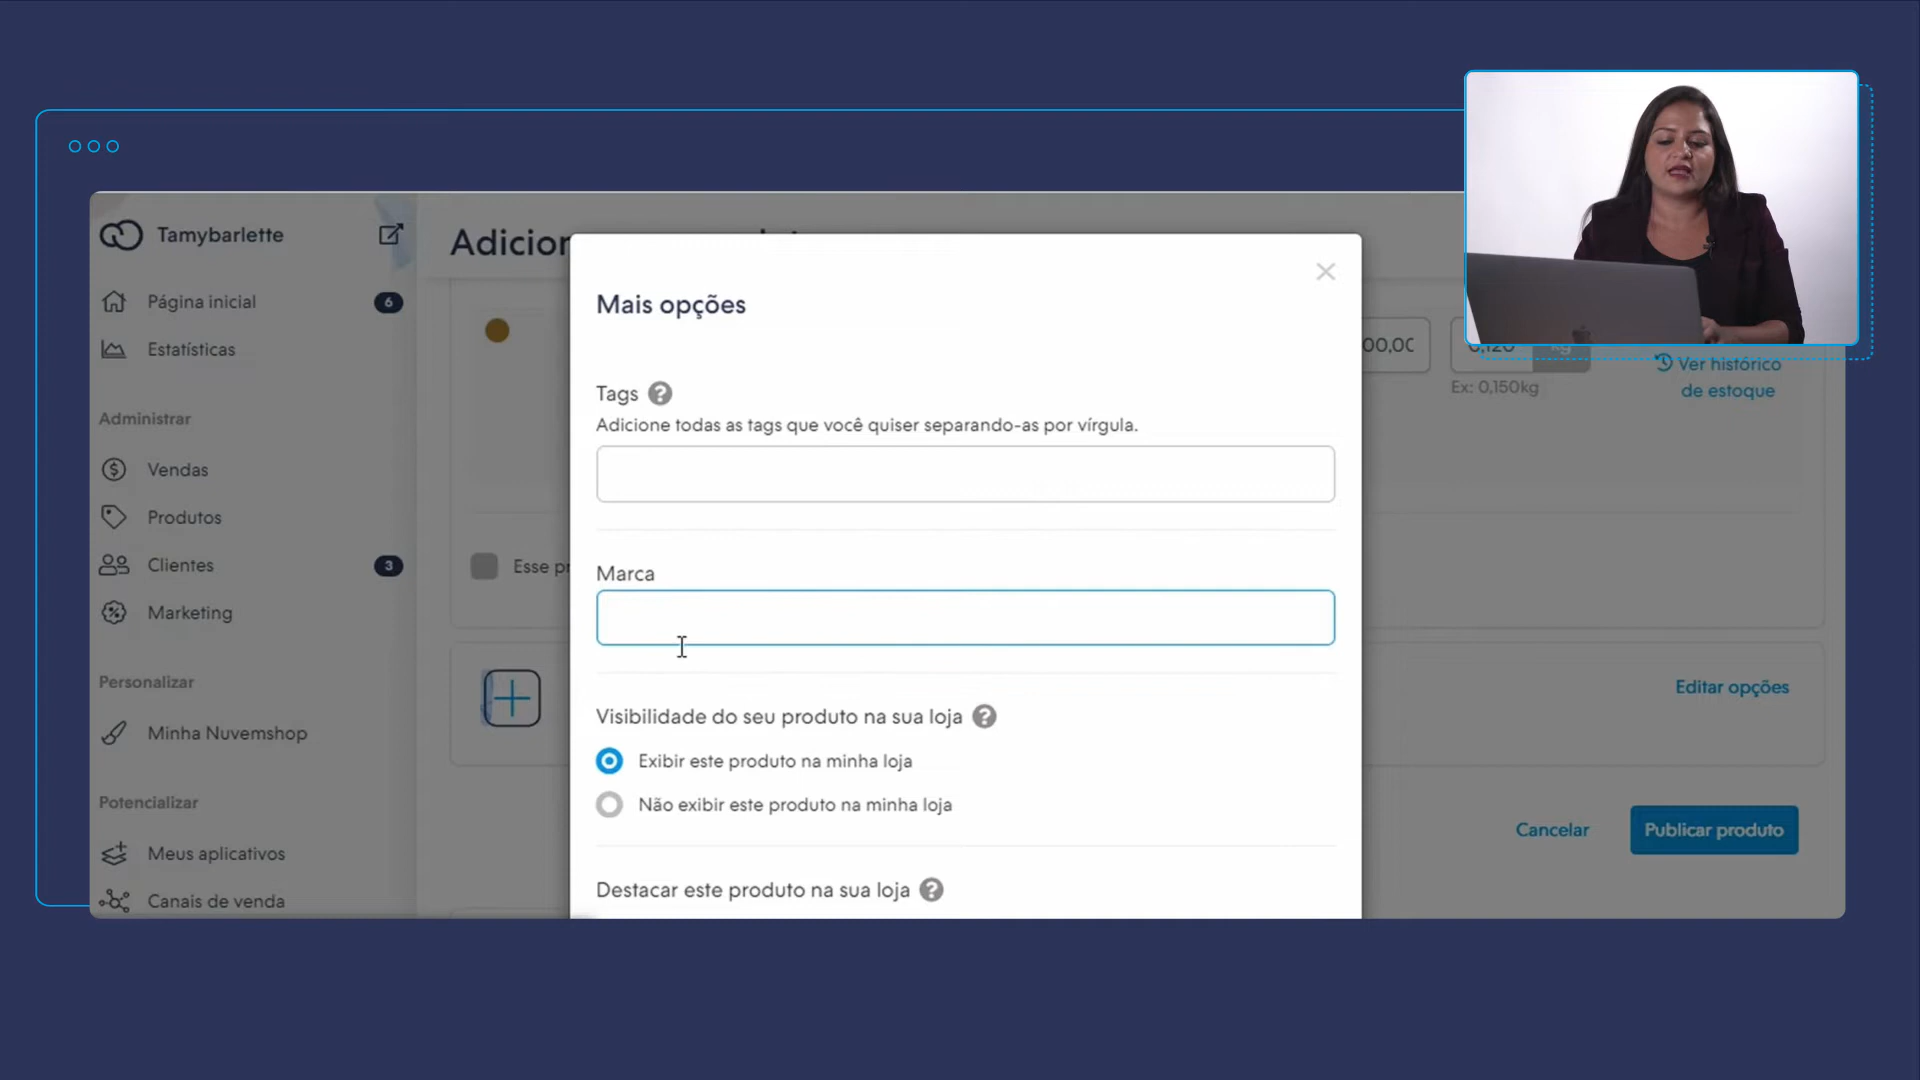 Tamybarlette
Página inicial 6
Estatísticas
Administrar
Vendas
Produtos
Clientes 3
Marketing
Personalizar
Minha Nuvemshop
Potencializar
Meus aplicativos
Canais de venda
Mais opções
Tags ?
Adicione todas as tags que você quiser separando-as por vírgula.
Marca
Visibilidade do seu produto na sua loja ?
Exibir este produto na minha loja
Não exibir este produto na minha loja
Destacar este produto na sua loja ?
00,00
kg
Ex: 0,150kg
Ver histórico
de estoque
Editar opções
Cancelar
Publicar produto